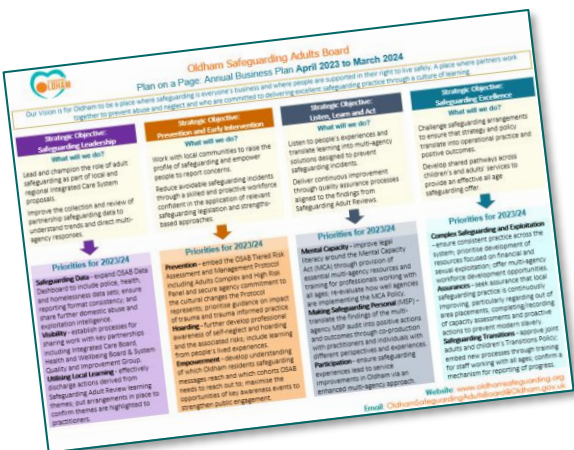 OLDHAM
Oldham Safeguarding Adults Board
Plan on a Page: Annual Business Plan April 2023 to March 2024
Our Vision is for Oldham to be a place where safeguarding is everyone's business and where people are supported in their right to live safely. A place where partners work
together to prevent abuse and neglect and who are committed to delivering excellent safeguarding practice through a culture of learning.
Strategic Objective:
Safeguarding Leadership
What will we do?
Lead and champion the role of adult
safeguarding as part of local and
regional Integrated Care System
proposals.
Improve the collection and review of
partnership safeguarding data to
understand trends and direct multi-
agency responses.
Priorities for 2023/24
Safeguarding Data - expand OSAB Data
Dashboard to include police, health,
and homelessness data sets; ensure
reporting format consistency; and
share further domestic abuse and
exploitation intelligence.
Visibility - establish processes for
sharing work with key partnerships
including Integrated Care Board,
Health and Wellbeing Board & System
Quality and Improvement Group.
Utilising Local Learning - effectively
discharge actions derived from
Safeguarding Adult Review learning
themes; put arrangements in place to
confirm themes are highlighted to
practitioners.
Strategic Objective:
Prevention and Early Intervention
What will we do?
Work with local communities to raise the
profile of safeguarding and empower
people to report concerns.
Reduce avoidable safeguarding incidents
through a skilled and proactive workforce
confident in the application of relevant
safeguarding legislation and strengths-
based approaches.
Priorities for 2023/24
Prevention - embed the OSAB Tiered Risk
Assessment and Management Protocol
including Adults Complex and High Risk
Panel and secure agency commitment to
the cultural changes the Protocol
represents; promote guidance on impact
of trauma and trauma informed practice.
Hoarding - further develop professional
awareness of self-neglect and hoarding
and the associated risks, include learning
from people's lived experiences.
Empowerment - develop understanding
of which Oldham residents safeguarding
messages reach and which cohorts OSAB
needs to reach out to; maximise the
opportunities of key awareness events to
strengthen public engagement.
Strategic Objective:
Listen, Learn and Act
What will we do?
Listen to people's experiences and
translate learning into multi-agency
solutions designed to prevent
safeguarding incidents.
Deliver continuous improvement
through quality assurance processes
aligned to the findings from
Safeguarding Adult Reviews.
Priorities for 2023/24
Mental Capacity - improve legal
literacy around the Mental Capacity
Act (MCA) through provision of
essential multi-agency resources and
training for professionals working with
all ages; re-evaluate how well agencies
are implementing the MCA Policy.
Making Safeguarding Personal (MSP) -
translate the findings of the multi-
agency MSP audit into positive actions
and outcomes through co-production
with practitioners and individuals with
different perspectives and experiences.
Participation - ensure safeguarding
experiences lead to service
improvements in Oldham via an
enhanced multi-agency approach.
Strategic Objective:
Safeguarding Excellence
What will we do?
Challenge safeguarding arrangements
to ensure that strategy and policy
translate into operational practice and
positive outcomes.
Develop shared pathways across
children and adults' services to
provide an effective all age
safeguarding offer.
Priorities for 2023/24
Complex Safeguarding and Exploitation
- ensure consistent practice across the
system; prioritise development of
resources focused on financial and
sexual exploitation; offer multi-agency
workforce development opportunities.
Assurances - seek assurance that local
safeguarding practice is continuously
improving, particularly regarding out of
area placements, completing/recording
of capacity assessments and proactive
actions to prevent modern slavery.
Safeguarding Transitions - approve joint
adults and children's Transitions Policy;
embed new processes through training
for staff working with all ages; confirm a
mechanism for reporting of progress.
Website: www.oldhamsafeguarding.org
Email: OldhamSafeguardingAdultsBoard@Oldham.gov.uk